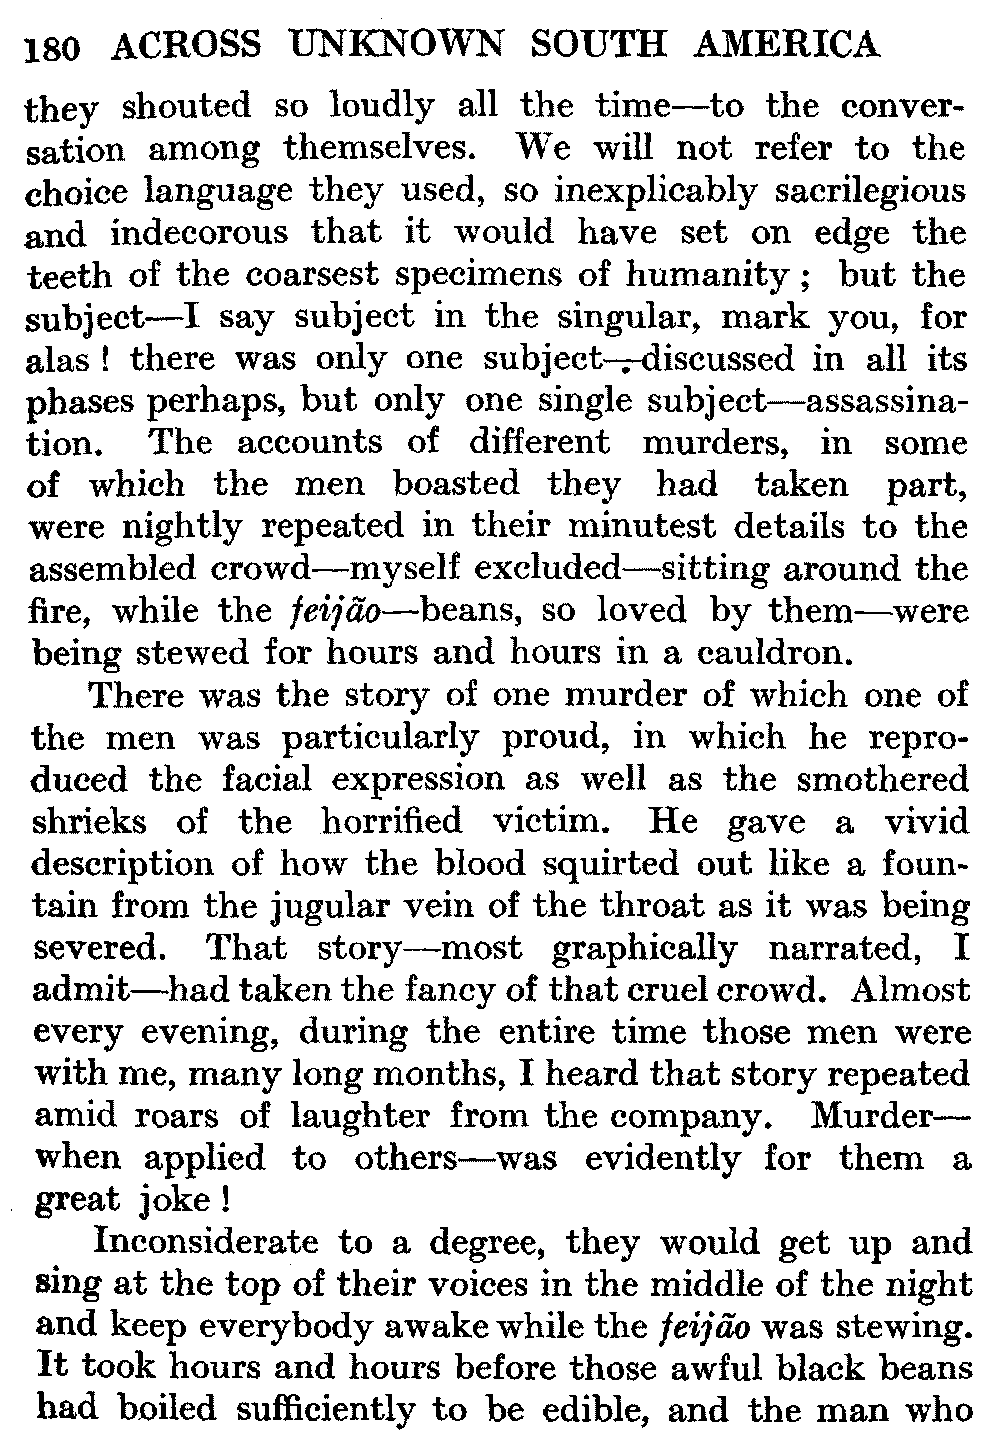 180 ACROSS UNKNOWN SOUTH AMERICA
they shouted so loudly all the time—to the conver-
sation among themselves. We will not refer to the
choice language they used, so inexplicably sacrilegious
and indecorous that it would have set on edge the
teeth of the coarsest specimens of humanity ; but the
subject—I say subject in the singular, mark you, for
alas ! there was only one subject—discussed in all its
phases perhaps, but only one single subject—assassina-
tion. The accounts of different murders, in some
of which the men boasted they had taken part,
were nightly repeated in their minutest details to the
assembled crowd—myself excluded—sitting around the
fire, while the feijão—beans, so loved by them—were
being stewed for hours and hours in a cauldron.
There was the story of one murder of which one of
the men was particularly proud, in which he repro-
duced the facial expression as well as the smothered
shrieks of the horrified victim. He gave a vivid
description of how the blood squirted out like a foun-
tain from the jugular vein of the throat as it was being
severed. That story—most graphically narrated, I
admit—had taken the fancy of that cruel crowd. Almost
every evening, during the entire time those men were
with me, many long months, I heard that story repeated
amid roars of laughter from the company. Murder—
when applied to others—was evidently for them a
great joke !
Inconsiderate to a degree, they would get up and
sing at the top of their voices in the middle of the night
and keep everybody awake while the feijão was stewing.
It took hours and hours before those awful black beans
had boiled sufficiently to be edible, and the man who